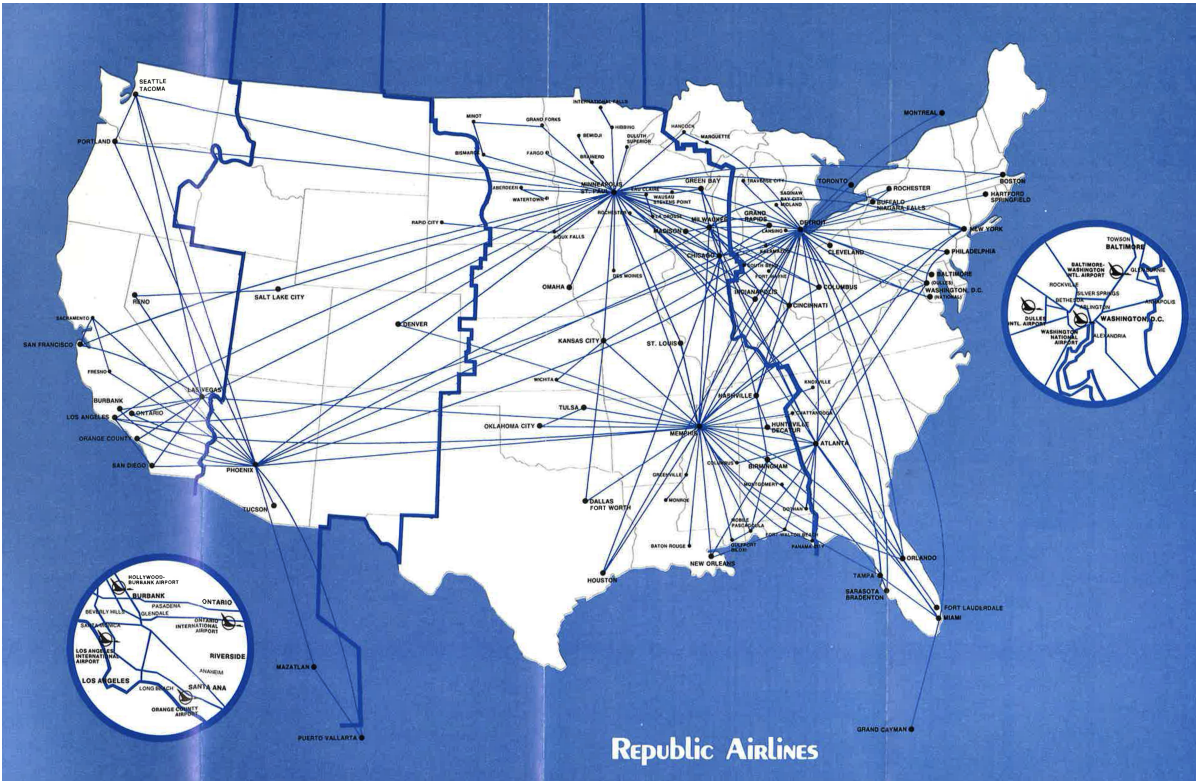 SEATTLE
TACOMA
PORTLAND
RENO
SACRAMENTO
SAN FRANCISCO
FRESNO
BURBANK
LOS ANGELES
ONTARIO
ORANGE COUNTY
SAN DIEGO
LAS VEGAS
PHOENIX
TUCSON
SALT LAKE CITY
DENVER
MINOT
BISMARCK
GRAND FORKS
FARGO
ABERDEEN
WATERTOWN
RAPID CITY
SIOUX FALLS
INTERNATIONAL FALLS
HIBBING
BEMIDJI
DULUTH
SUPERIOR
BRAINERD
MINNEAPOLIS
ST. PAUL
EAU CLAIRE
WAUSAU
STEVENS POINT
ROCHESTER
LA CROSSE
HANCOCK
MARQUETTE
GREEN BAY
MADISON
MILWAUKEE
CHICAGO
TRAVERSE CITY
SAGINAW
BAY CITY
MIDLAND
GRAND
RAPIDS
LANSING
DETROIT
KALAMAZOO
SOUTH BEND
FORT WAYNE
INDIANAPOLIS
CLEVELAND
COLUMBUS
CINCINNATI
DES MOINES
OMAHA
KANSAS CITY
ST. LOUIS
WICHITA
TULSA
OKLAHOMA CITY
DALLAS
FORT WORTH
HOUSTON
MEMPHIS
NASHVILLE
KNOXVILLE
CHATTANOOGA
HUNTSVILLE
DECATUR
ATLANTA
COLUMBUS
BIRMINGHAM
GREENVILLE
MONTGOMERY
MONROE
DOTHAN
MOBILE
PASCAGOULA
GULFPORT
BILOXI
FORT WALTON BEACH
PANAMA CITY
BATON ROUGE
NEW ORLEANS
ORLANDO
TAMPA
SARASOTA
BRADENTON
FORT LAUDERDALE
MIAMI
GRAND CAYMAN
MONTREAL
TORONTO
ROCHESTER
BUFFALO
NIAGARA FALLS
BOSTON
HARTFORD
SPRINGFIELD
NEW YORK
PHILADELPHIA
BALTIMORE
(DULLES)
WASHINGTON, D.C.
(NATIONAL)
MAZATLAN
PUERTO VALLARTA
TOWSON
BALTIMORE
BALTIMORE-
WASHINGTON
INTL. AIRPORT
GLEN BURNIE
ROCKVILLE
SILVER SPRINGS
BETHESDA
ARLINGTON
ANNAPOLIS
DULLES
INTL. AIRPORT
WASHINGTON, D.C.
WASHINGTON
NATIONAL
AIRPORT
ALEXANDRIA
HOLLYWOOD-
BURBANK AIRPORT
BURBANK
PASADENA
ONTARIO
BEVERLY HILLS
GLENDALE
SANTA MONICA
ONTARIO
INTERNATIONAL
AIRPORT
LOS ANGELES
INTERNATIONAL
AIRPORT
RIVERSIDE
ANAHEIM
LOS ANGELES
LONG BEACH
SANTA ANA
ORANGE COUNTY
AIRPORT
Republic Airlines